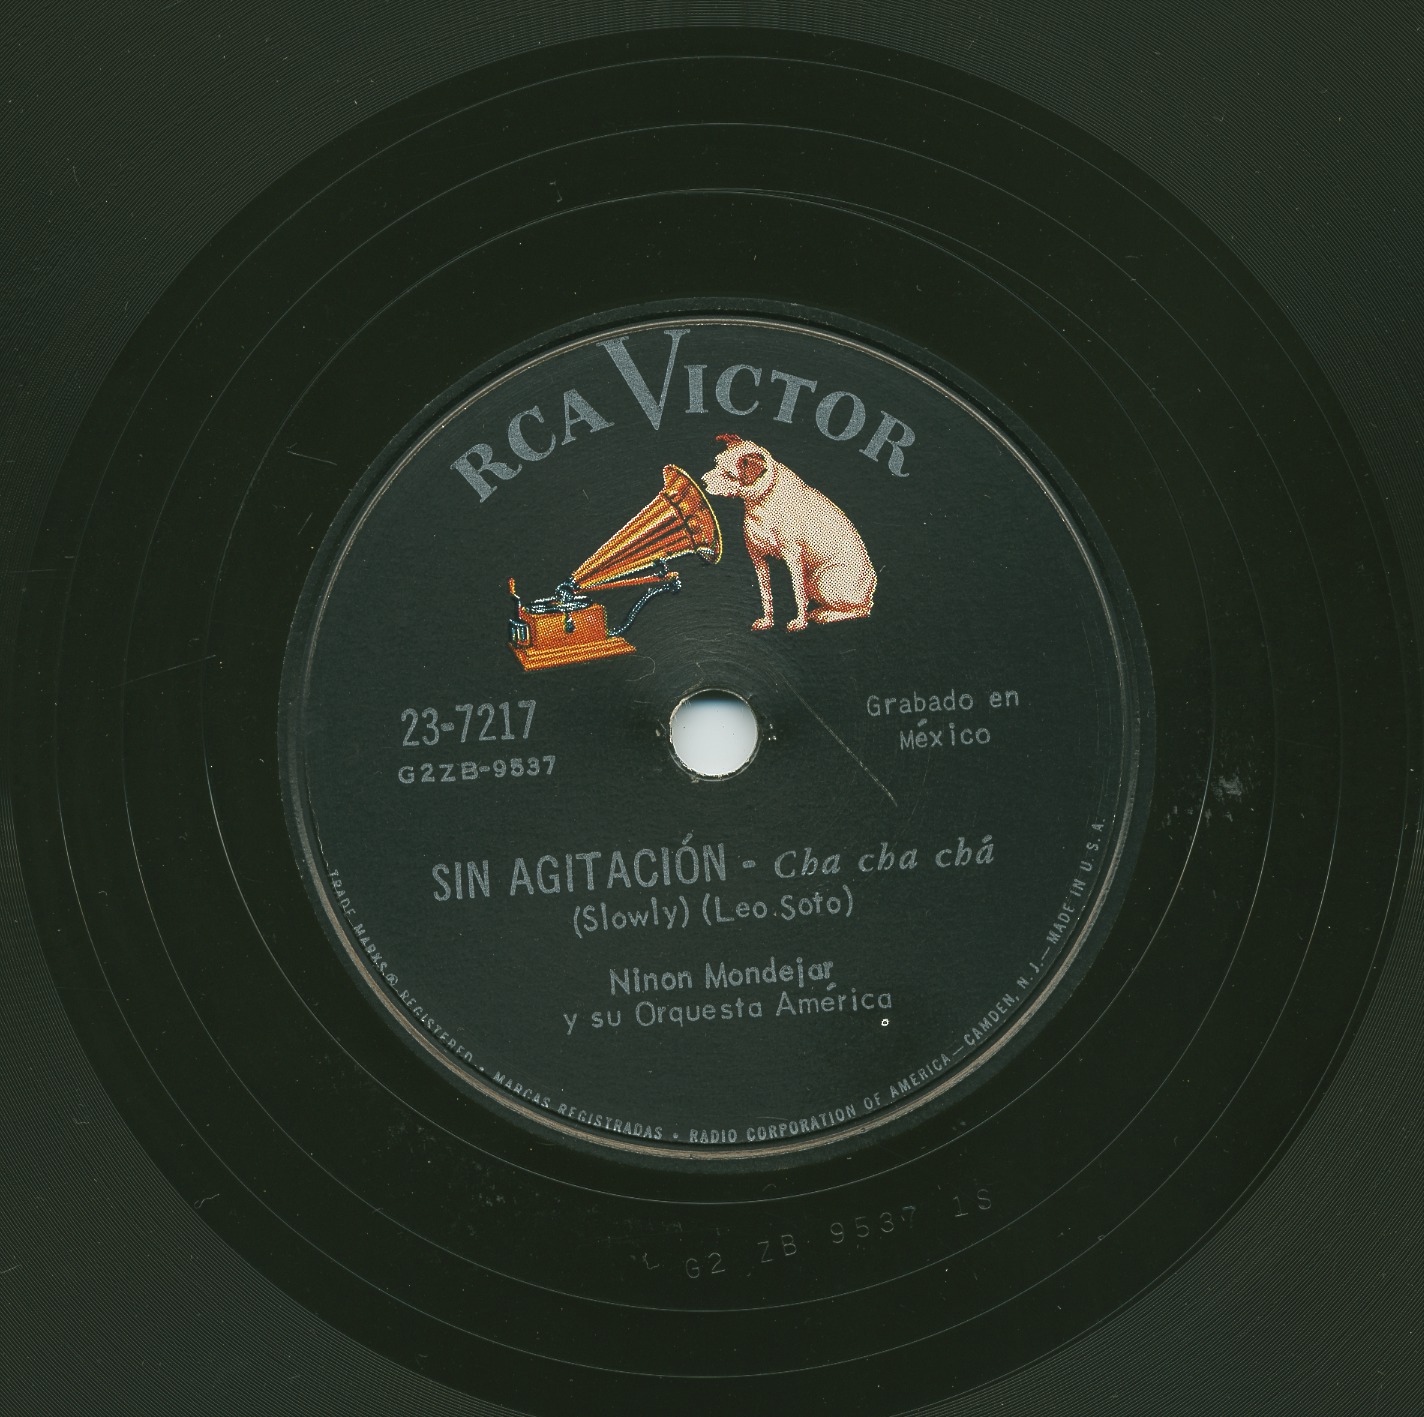 RCA VICTOR
23-7217
G2ZB-9537
Grabado en
México
SIN AGITACIÓN - Cha cha chá
(Slowly) (Leo.Soto)
Ninon Mondejar
y su Orquesta América
TRADE MARKS ® REGISTERED · MARCAS REGISTRADAS · RADIO CORPORATION OF AMERICA—CAMDEN, N. J.—MADE IN U. S. A.
G2 ZB 9537 1S